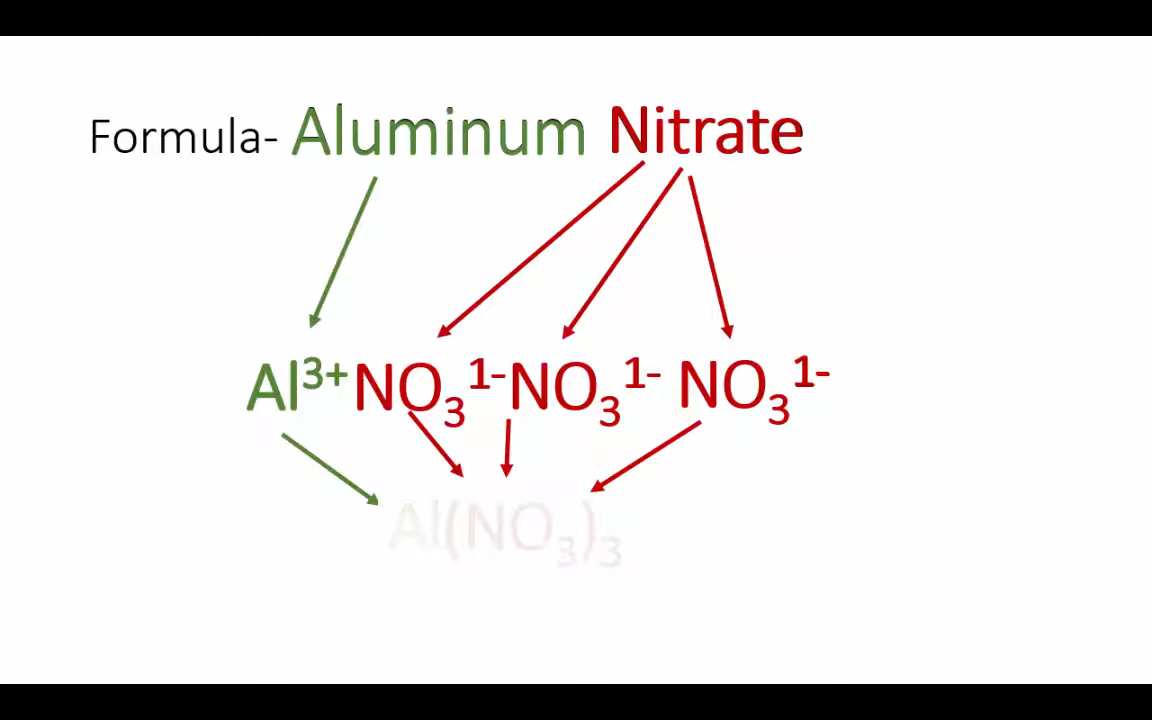 Formula- Aluminum Nitrate
Al³⁺NO₃¹⁻NO₃¹⁻ NO₃¹⁻
Al(NO₃)₃